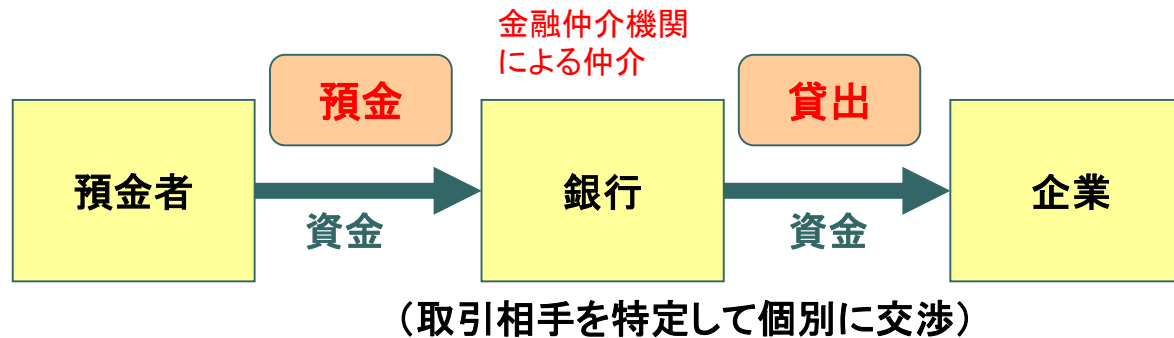 金融仲介機関
による仲介
預金
貸出
預金者
銀行
企業
資金
資金
（取引相手を特定して個別に交渉）